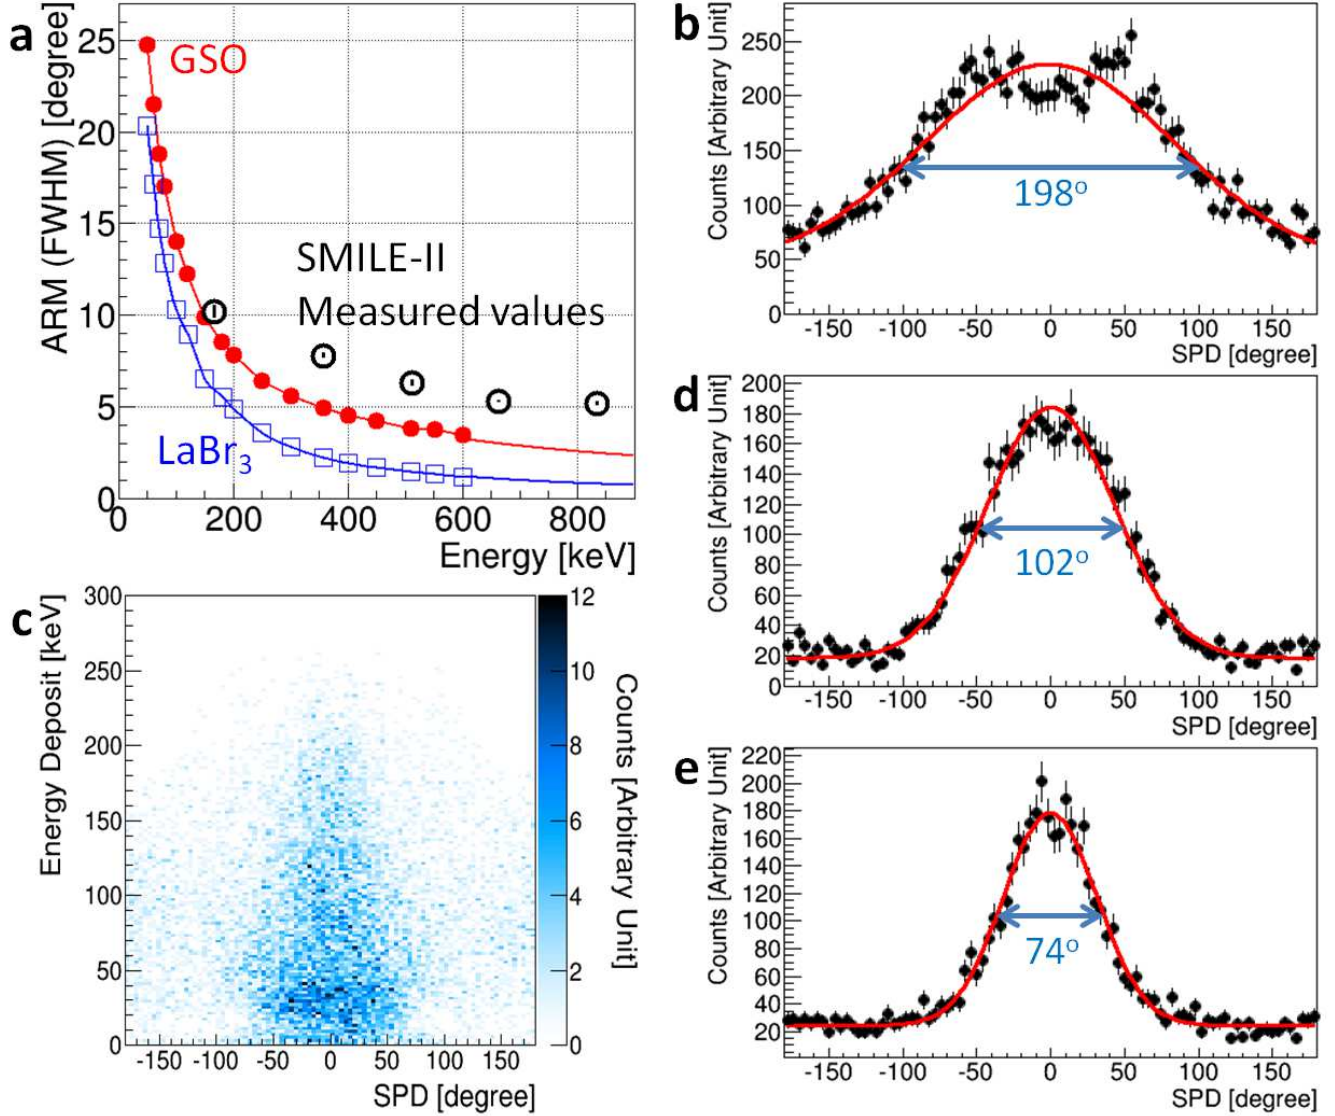 a
ARM (FWHM) [degree]
25
20
15
10
5
0
GSO
SMILE-II
Measured values
LaBr3
0 200 400 600 800
Energy [keV]
b
Counts [Arbitrary Unit]
250
200
150
100
50
0
198o
-150 -100 -50 0 50 100 150
SPD [degree]
c
Energy Deposit [keV]
300
250
200
150
100
50
0
-150 -100 -50 0 50 100 150
SPD [degree]
12
10
8
6
4
2
0
Counts [Arbitrary Unit]
d
Counts [Arbitrary Unit]
200
180
160
140
120
100
80
60
40
20
0
102o
-150 -100 -50 0 50 100 150
SPD [degree]
e
Counts [Arbitrary Unit]
220
200
180
160
140
120
100
80
60
40
20
74o
-150 -100 -50 0 50 100 150
SPD [degree]